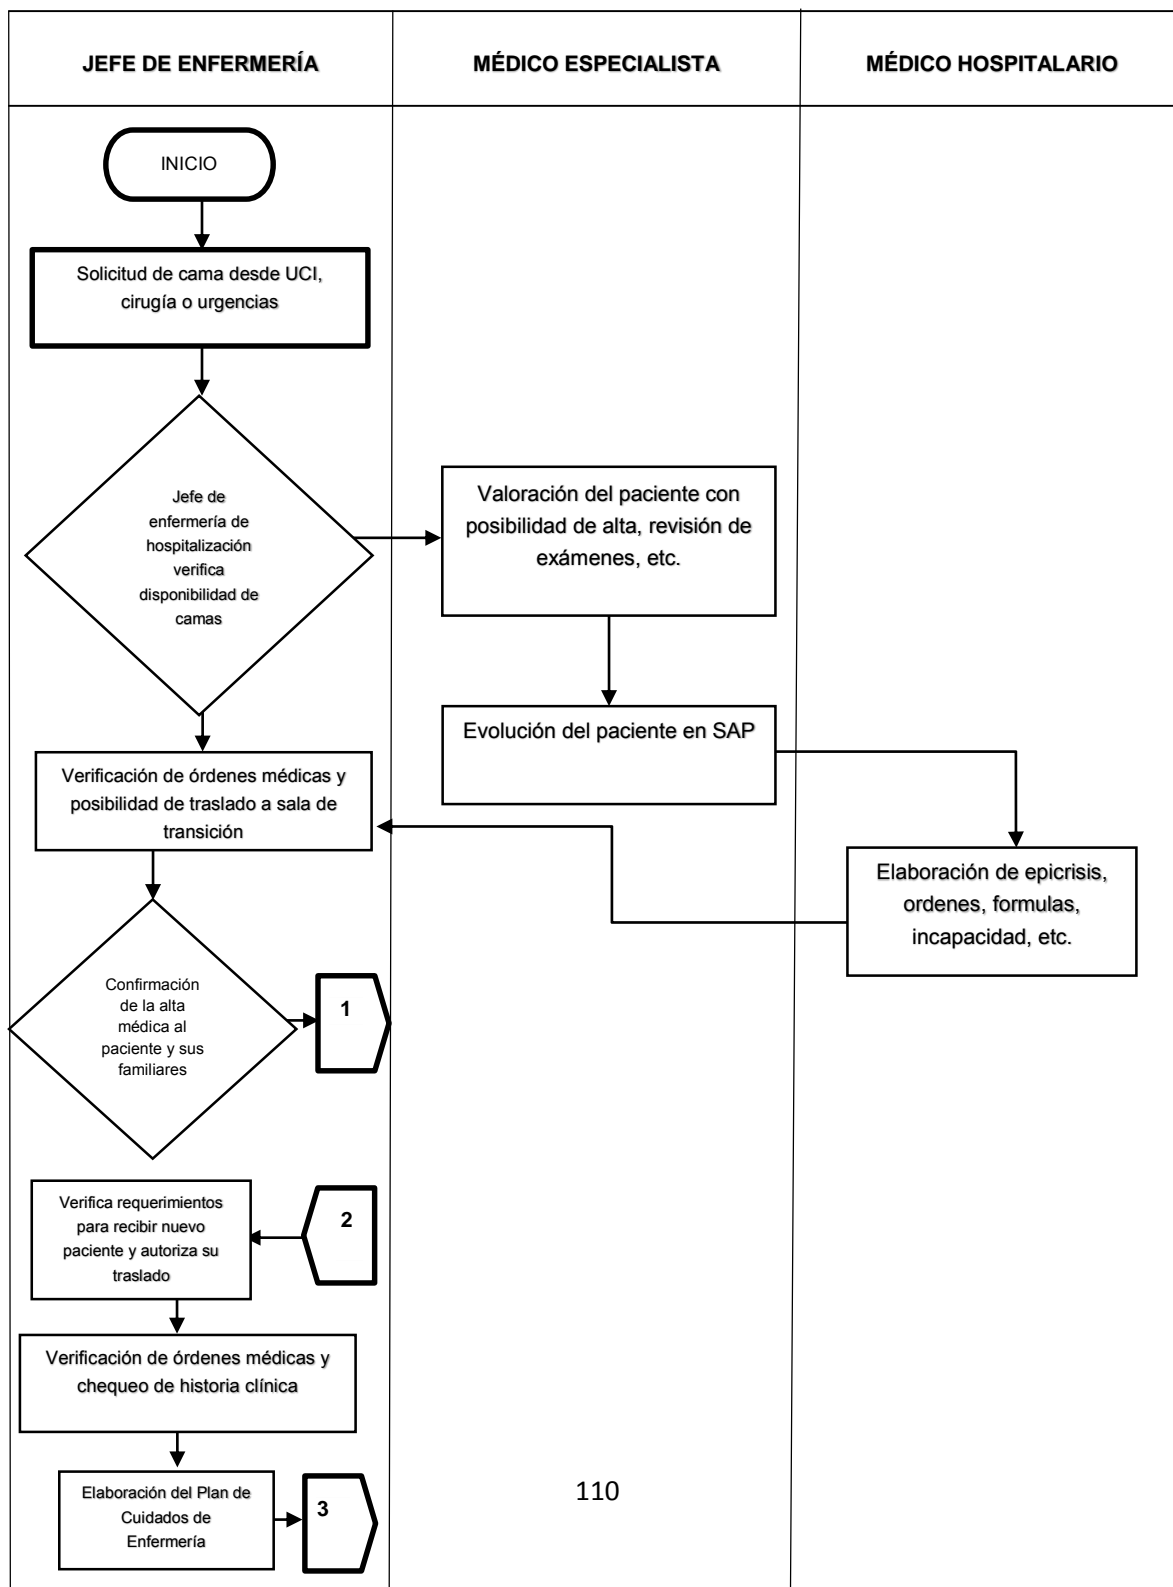 JEFE DE ENFERMERÍA
MÉDICO ESPECIALISTA
MÉDICO HOSPITALARIO
INICIO
Solicitud de cama desde UCI,
cirugía o urgencias
Jefe de
enfermería de
hospitalización
verifica
disponibilidad de
camas
Valoración del paciente con
posibilidad de alta, revisión de
exámenes, etc.
Evolución del paciente en SAP
Verificación de órdenes médicas y
posibilidad de traslado a sala de
transición
Elaboración de epicrisis,
ordenes, formulas,
incapacidad, etc.
Confirmación
de la alta
médica al
paciente y sus
familiares
1
Verifica requerimientos
para recibir nuevo
paciente y autoriza su
traslado
2
Verificación de órdenes médicas y
chequeo de historia clínica
Elaboración del Plan de
Cuidados de
Enfermería
3
110